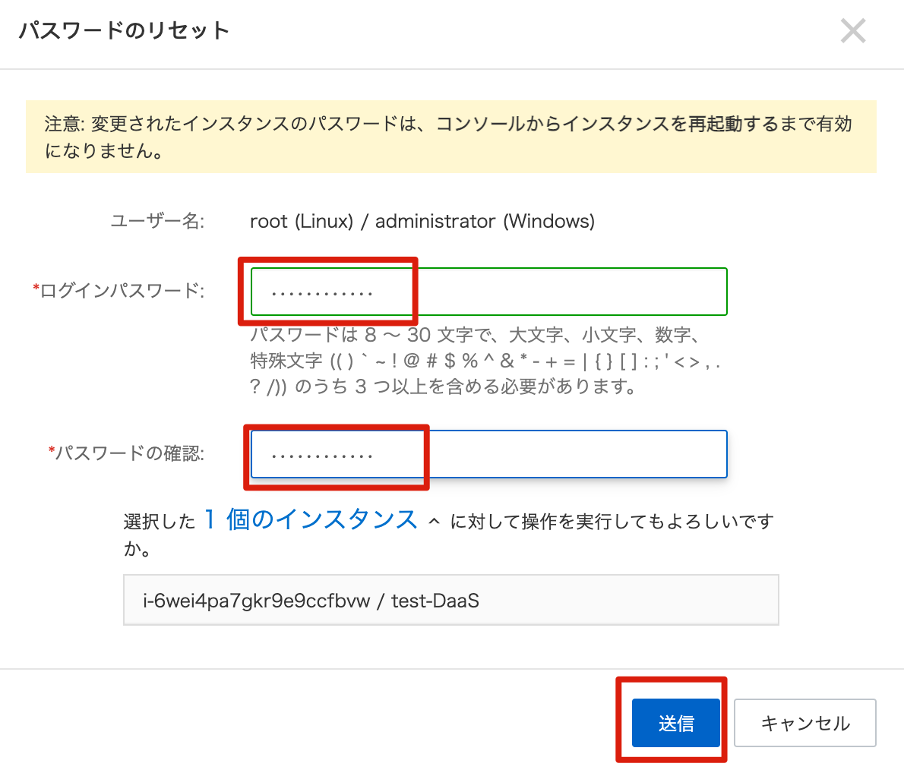 パスワードのリセット
注意: 変更されたインスタンスのパスワードは、コンソールからインスタンスを再起動するまで有効
になりません。
ユーザー名: root (Linux) / administrator (Windows)
*ログインパスワード: ............
パスワードは 8 ～ 30 文字で、大文字、小文字、数字、
特殊文字 (( ) ` ~ ! @ # $ % ^ & * - + = | { } [ ] : ; ' < > , .
? /)) のうち 3 つ以上を含める必要があります。
*パスワードの確認: ............
選択した 1 個のインスタンス に対して操作を実行してもよろしいです
か。
i-6wei4pa7gkr9e9ccfbvw / test-DaaS
送信 キャンセル